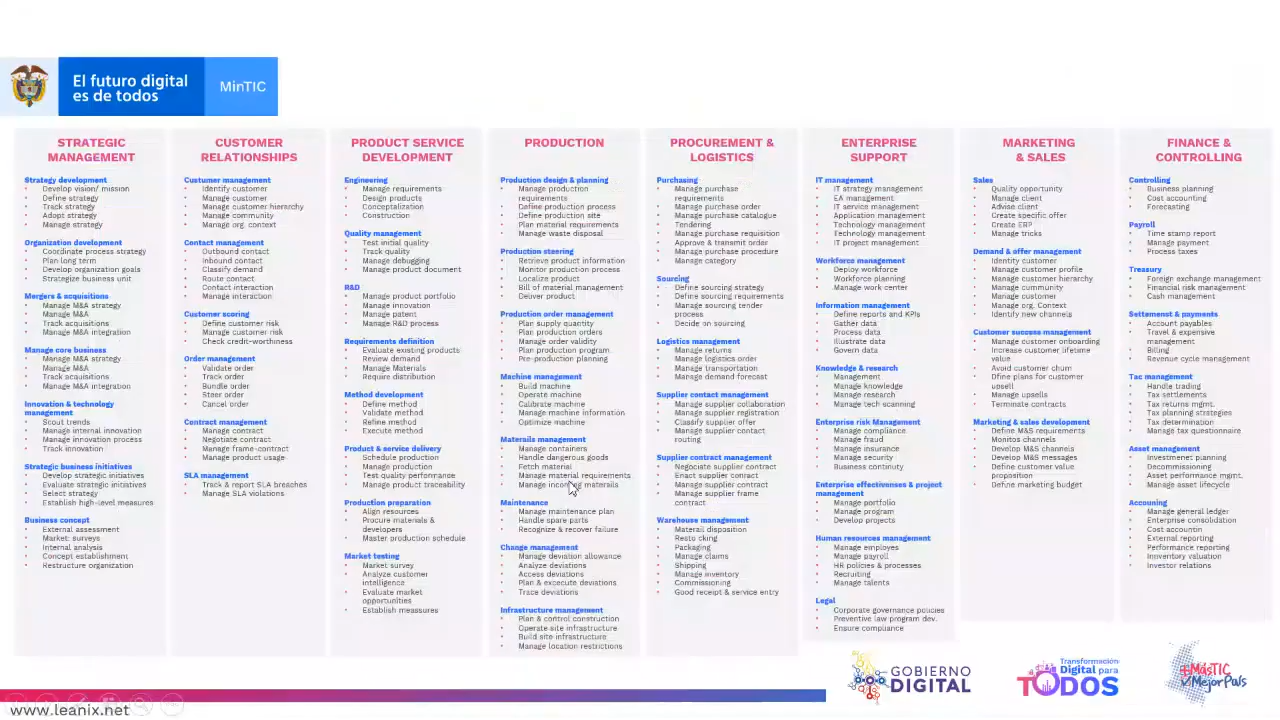 El futuro digital
es de todos
MinTIC
STRATEGIC
MANAGEMENT
Strategy development
Develop vision/ mission
Define strategy
Track strategy
Adopt strategy
Manage strategy
Organization development
Coordinate process strategy
Plan long term
Develop organization goals
Strategize business unit
Mergers & acquisitions
Manage M&A strategy
Manage M&A
Track acquisitions
Manage M&A integration
Manage core business
Manage M&A strategy
Manage M&A
Track acquisitions
Manage M&A integration
Innovation & technology
management
Scout trends
Manage internal innovation
Manage innovation process
Track innovation
Strategic business initiatives
Develop strategic initiatives
Evaluate strategic initiatives
Select strategy
Establish high-level measures
Business concept
External assessment
Market: surveys
Internal analysis
Concept establishment
Restructure organization
CUSTOMER
RELATIONSHIPS
Custumer management
Identify customer
Manage customer
Manage customer hierarchy
Manage community
Manage org. context
Contact management
Outbound contact
Inbound contact
Classify demand
Route contact
Contact interaction
Manage interaction
Customer scoring
Define customer risk
Manage customer risk
Check credit-worthiness
Order management
Validate order
Track order
Bundle order
Steer order
Cancel order
Contract management
Manage contract
Negotiate contract
Manage frame-contract
Manage product usage
SLA management
Track & report SLA breaches
Manage SLA violations
PRODUCT SERVICE
DEVELOPMENT
Engineering
Manage requirements
Design products
Conceptalization
Construction
Quality management
Test initial quality
Track quality
Manage debugging
Manage product document
R&D
Manage product portfolio
Manage innovation
Manage patent
Manage R&D process
Requirements definition
Evaluate existing products
Review demand
Manage Materials
Require distribution
Method development
Define method
Validate method
Refine method
Execute method
Product & service delivery
Schedule production
Manage production
Test quality performance
Manage product traceability
Production preparation
Align resources
Procure materials &
developers
Master production schedule
Market testing
Market survey
Analyze customer
intelligence
Evaluate market
opportunities
Establish measures
PRODUCTION
Production design & planning
Manage production
requirements
Define production process
Define production site
Plan material requirements
Manage waste disposal
Production steering
Retrieve product information
Monitor production process
Localize product
Bill of material management
Deliver product
Production order management
Plan supply quantity
Plan production orders
Manage order validity
Plan production program
Pre-production planning
Machine management
Build machine
Operate machine
Calibrate machine
Manage machine information
Optimize machine
Materrials management
Manage containers
Handle dangerous goods
Fetch material
Manage material requirements
Manage incoming materails
Maintenance
Manage maintenance plan
Handle spare parts
Recognize & recover failure
Change management
Manage deviation allowance
Analyze deviations
Access deviations
Plan & excecute deviations
Trace deviations
Infrastructure management
Plan & control construction
Operate site infrastructure
Build site infrastructure
Manage location restrictions
PROCUREMENT &
LOGISTICS
Purchasing
Manage purchase
requirements
Manage purchase order
Manage purchase catalogue
Tendering
Manage purchase requisition
Approve & transmit order
Manage purchase procedure
Manage category
Sourcing
Define sourcing strategy
Define sourcing requirements
Manage sourcing render
process
Decide on sourcing
Logistics management
Manage returns
Manage logistics order
Manage transportation
Manage demand forecast
Supplier contact management
Manage supplier collaboration
Manage supplier registration
Classify supplier offer
Manage supplier contact
routing
Supplier contract management
Negociate supplier contract
Enact supplier contract
Manage supplier contract
Manage supplier frame
contract
Warehouse management
Materail disposition
Resto cking
Packaging
Manage claims
Shipping
Manage inventory
Commissioning
Good receipt & service entry
ENTERPRISE
SUPPORT
IT management
IT strategy management
EA management
IT service management
Application management
Technology management
Technology management
IT project management
Workforce management
Deploy workforce
Workforce planning
Manage work center
Information management
Define reports and KPIs
Gather data
Process data
Illustrate data
Govern data
Knowledge & research
Management
Manage knowledge
Manage research
Manage tech scanning
Enterprise risk Management
Manage compliance
Manage fraud
Manage insurance
Manage security
Business continuty
Enterprise effectiveness & project
management
Manage portfolio
Manage program
Develop projects
Human resources management
Manage employes
Manage payroll
HR policies & processes
Recruiting
Manage talents
Legal
Corporate governance policies
Preventive law program dev.
Ensure compliance
MARKETING
& SALES
Sales
Quality opportunity
Manage client
Advise client
Create specific offer
Create ERP
Manage tricks
Demand & offer management
Identity customer
Manage customer profile
Manage customer hierarchy
Manage cummunity
Manage customer
Manage org. Context
Identify new channels
Customer success management
Manage customer onboarding
Increase customer lifetime
value
Avoid customer chum
Dfine plans for customer
upsell
Manage upsells
Terminate contracts
Marketing & sales development
Define M&S requirements
Monitors channels
Develop M&S channels
Develop M&S messages
Define customer value
proposition
Define marketing budget
FINANCE &
CONTROLLING
Controlling
Business planning
Cost accounting
Forecasting
Payroll
Time stamp report
Manage payment
Process taxes
Treasury
Foreign exchange management
Financial risk management
Cash management
Settemenst & payments
Account payables
Travel & expensive
management
Billing
Revenue cycle management
Tac management
Handle trading
Tax settlements
Tax returns mgmt.
Tax planning strategies
Tax determination
Manage tax questionnaire
Asset management
Investmenet planning
Decommissioning
Asset performance mgmt.
Manage asset lifecycle
Accouning
Manage general ledger
Enterprise consolidation
Cost accountin
External reporting
Performance reporting
Innventory valuation
Investor relations
GOBIERNO
DIGITAL
Transformación
Digital para
TODOS
+MásTIC
MejorPaís
www.leanix.net